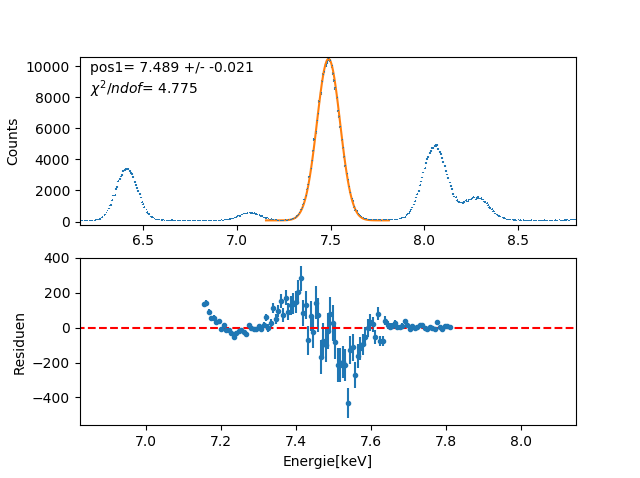 pos1= 7.489 +/- -0.021
χ²/ndof= 4.775
Counts
10000
8000
6000
4000
2000
0
6.5 7.0 7.5 8.0 8.5
Residuen
400
200
0
−200
−400
7.0 7.2 7.4 7.6 7.8 8.0
Energie[keV]